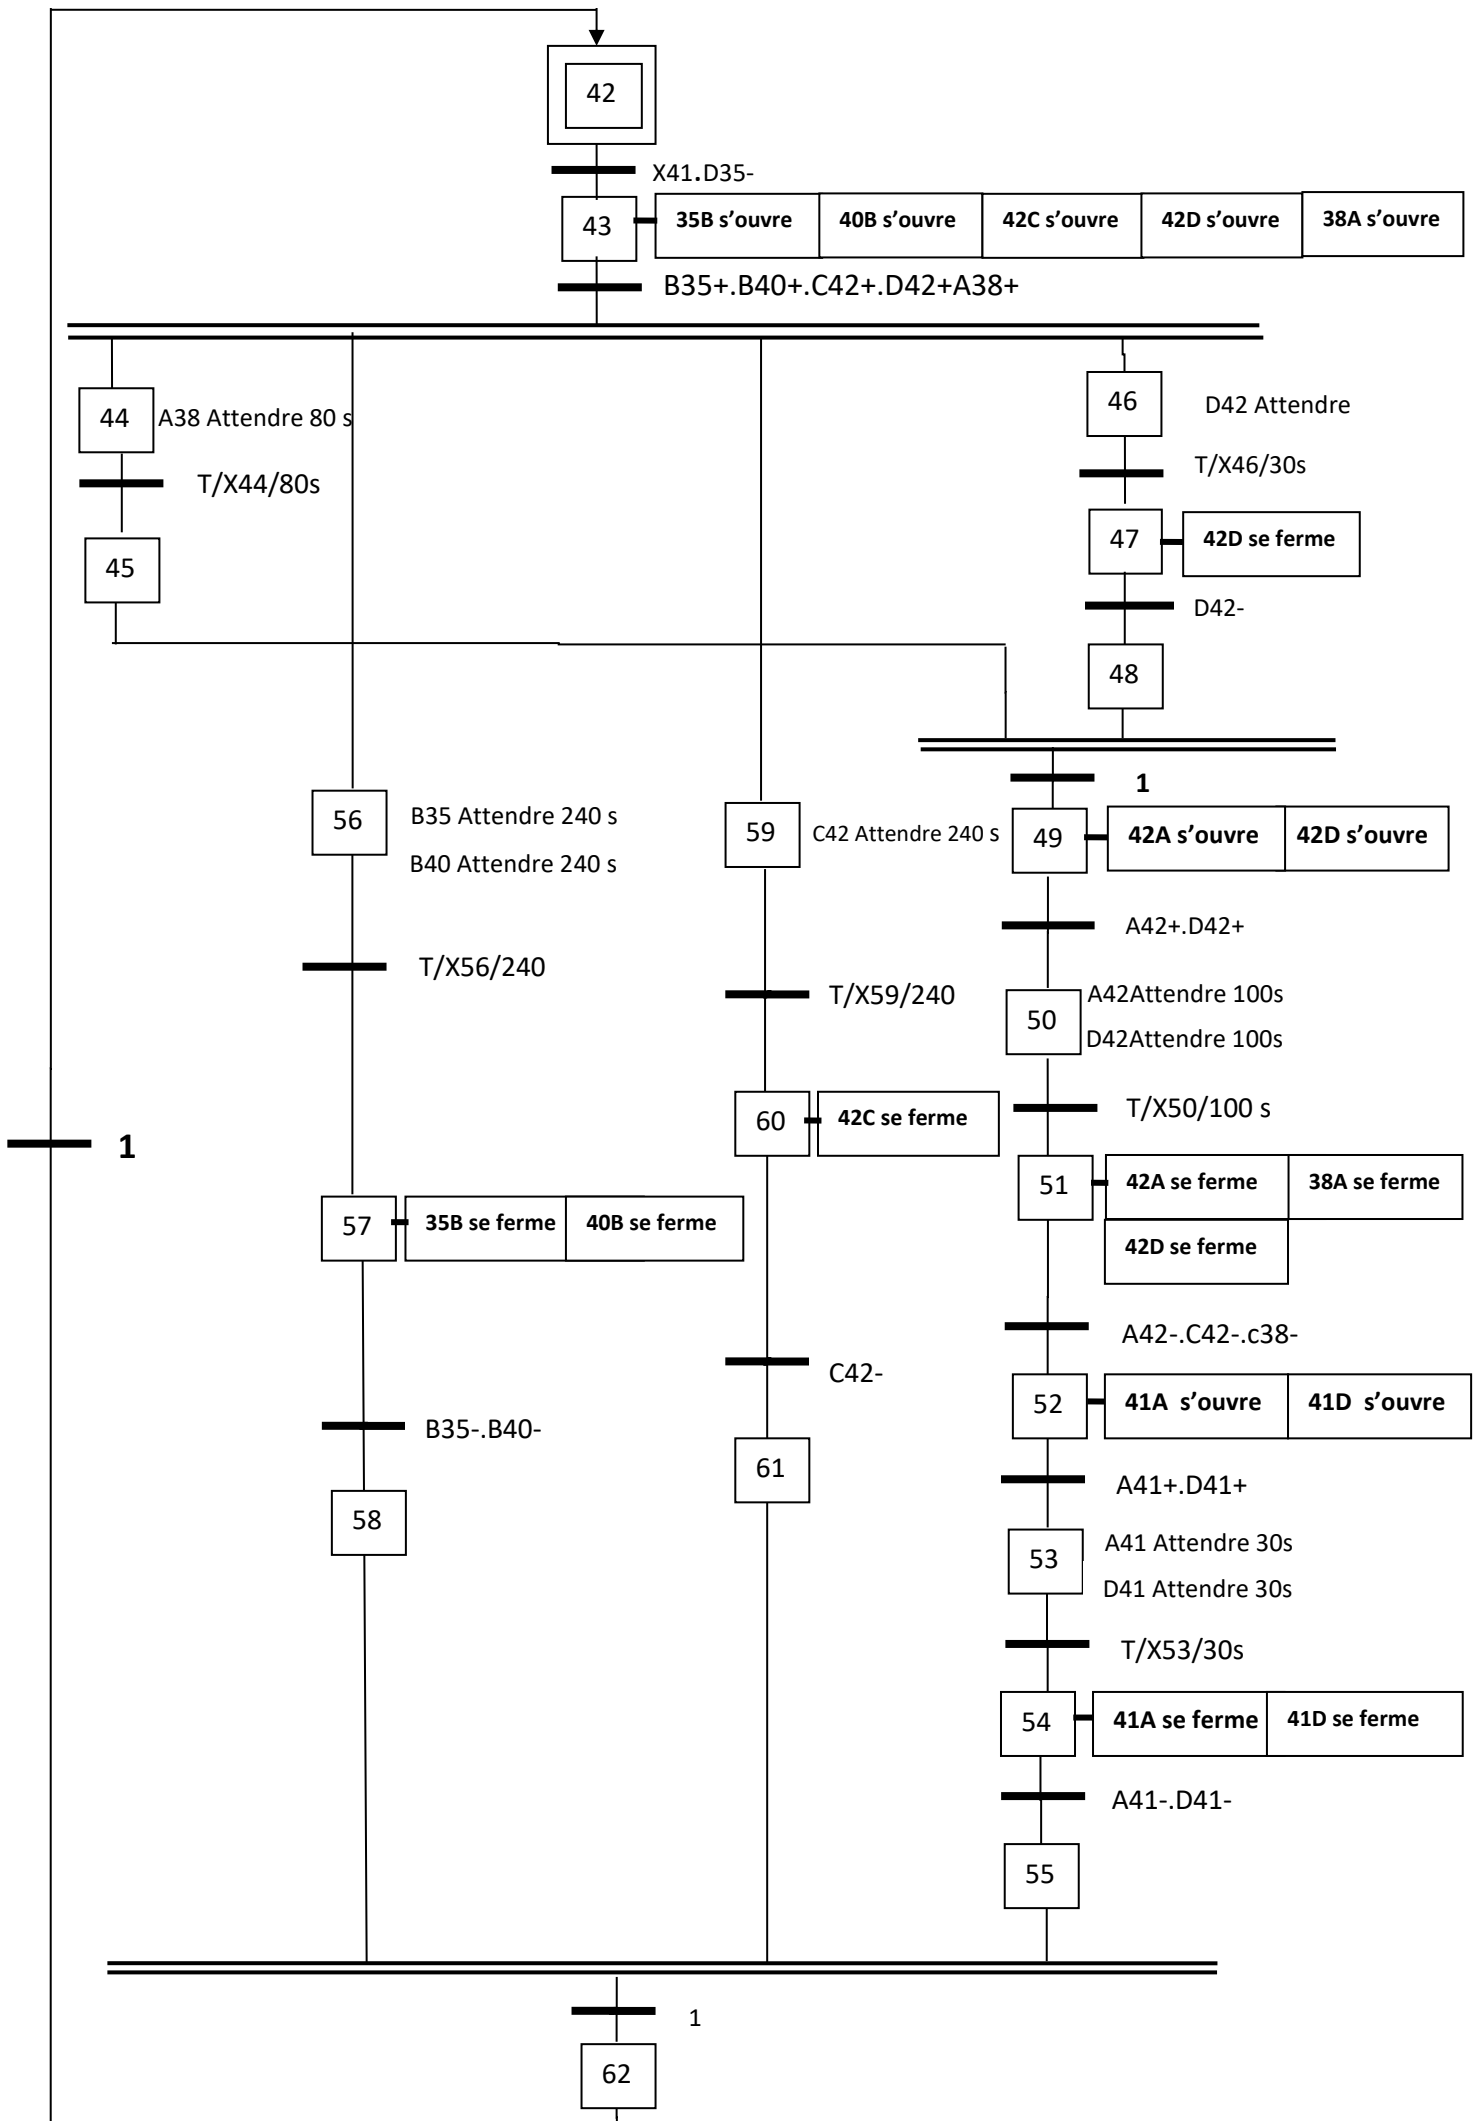 42
X41.D35-
43
35B s’ouvre 40B s’ouvre 42C s’ouvre 42D s’ouvre 38A s’ouvre
B35+.B40+.C42+.D42+A38+
44
A38 Attendre 80 s
T/X44/80s
45
46
D42 Attendre
T/X46/30s
47
42D se ferme
D42-
48
1
56
B35 Attendre 240 s
B40 Attendre 240 s
T/X56/240
57
35B se ferme 40B se ferme
B35-.B40-
58
59
C42 Attendre 240 s
T/X59/240
60
42C se ferme
C42-
61
49
42A s’ouvre 42D s’ouvre
A42+.D42+
50
A42Attendre 100s
D42Attendre 100s
T/X50/100 s
51
42A se ferme 38A se ferme
42D se ferme
A42-.C42-.c38-
52
41A s’ouvre 41D s’ouvre
A41+.D41+
53
A41 Attendre 30s
D41 Attendre 30s
T/X53/30s
54
41A se ferme 41D se ferme
A41-.D41-
55
1
1
62